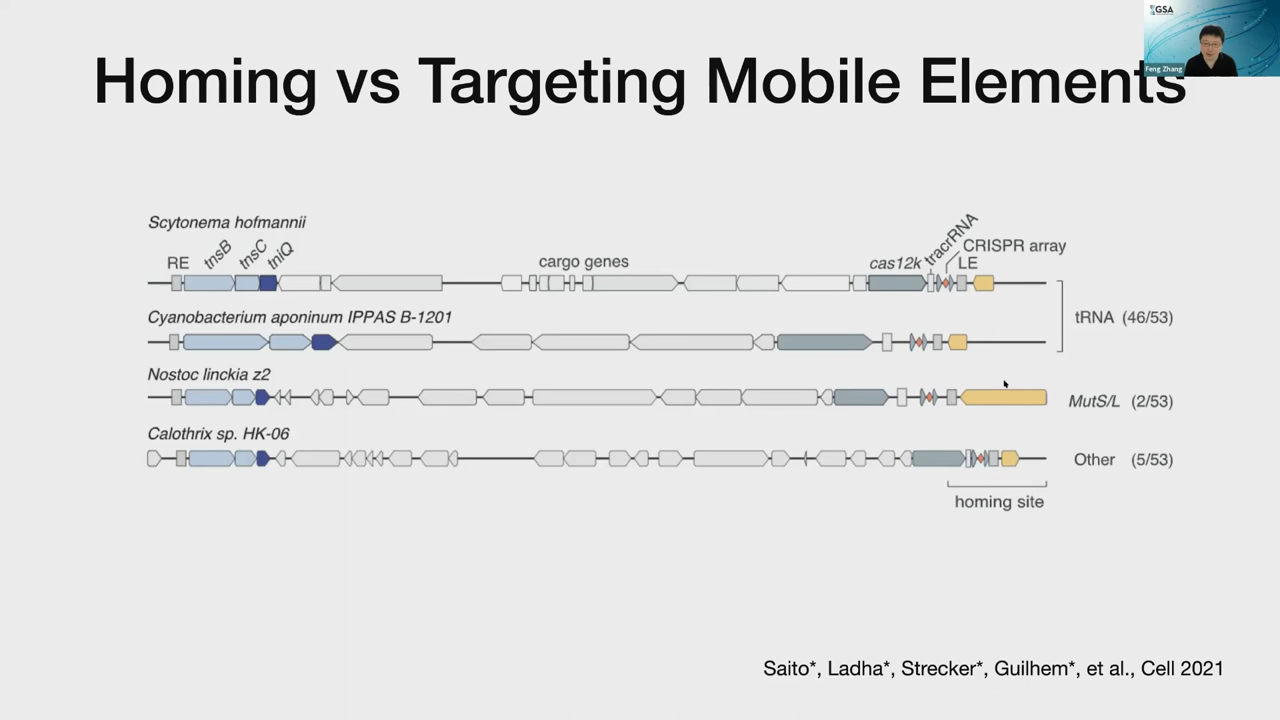 GSA
Feng Zhang
Homing vs Targeting Mobile Elements
Scytonema hofmannii
RE
tnsB
tnsC
tniQ
cargo genes
cas12k
tracrRNA
CRISPR array
LE
Cyanobacterium aponinum IPPAS B-1201
tRNA (46/53)
Nostoc linckia z2
MutS/L (2/53)
Calothrix sp. HK-06
Other (5/53)
homing site
Saito*, Ladha*, Strecker*, Guilhem*, et al., Cell 2021